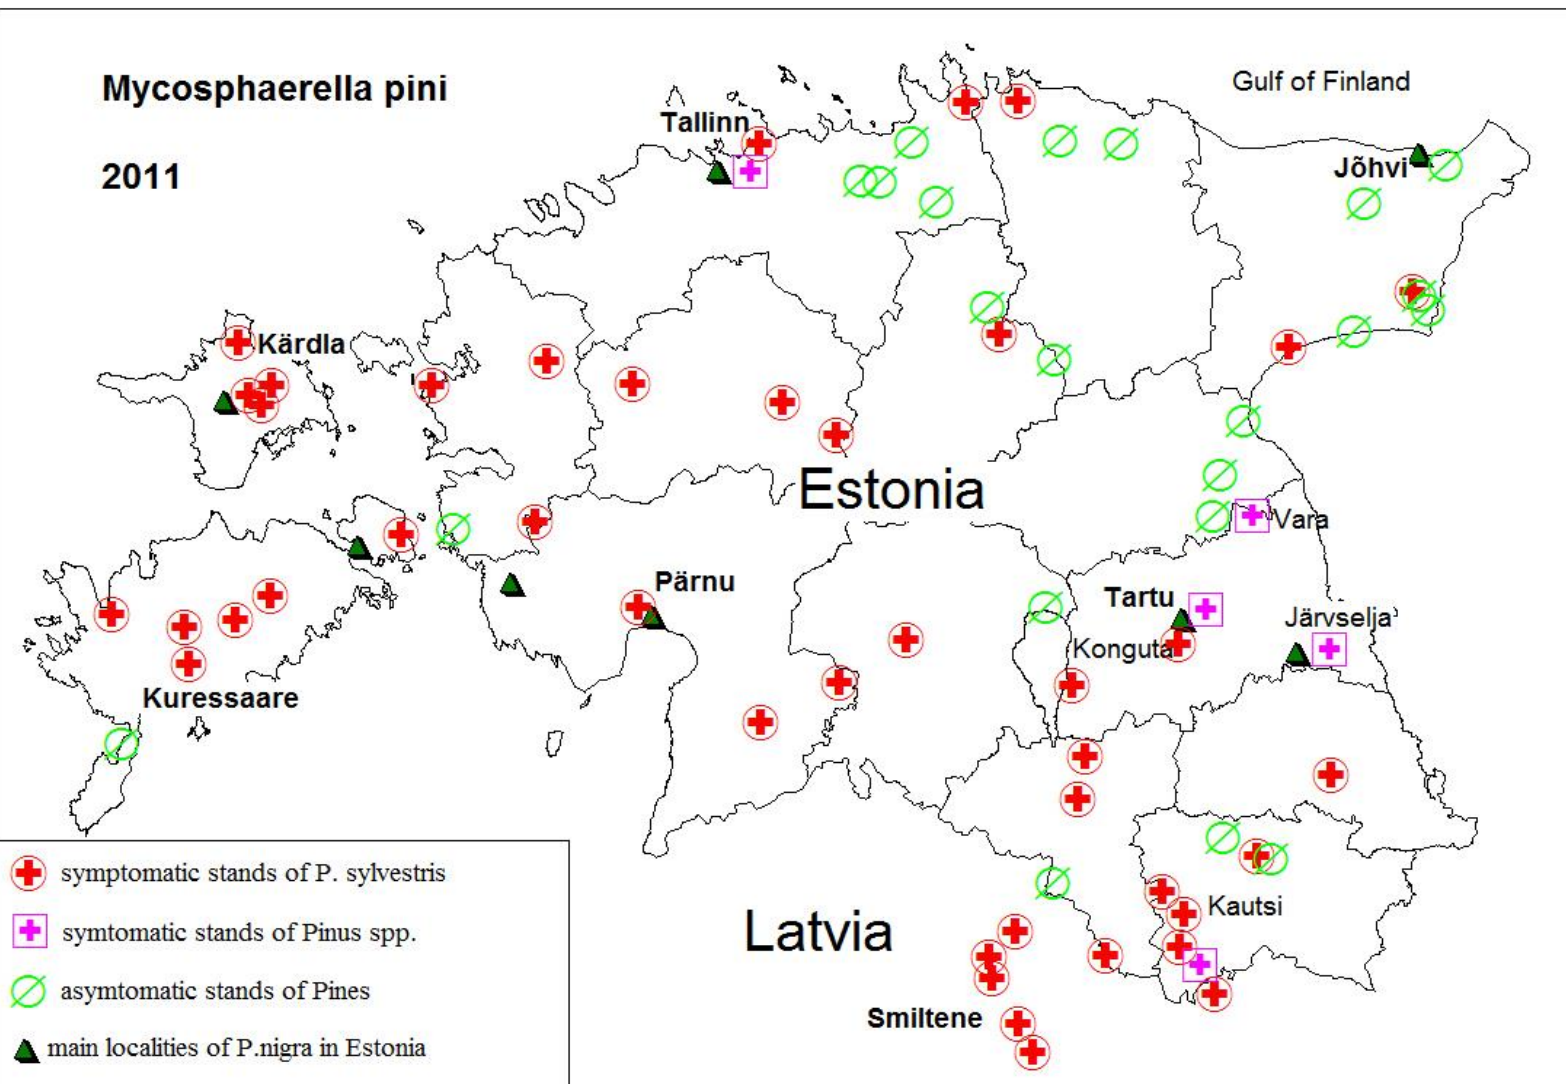 Mycosphaerella pini
2011
Gulf of Finland
Tallinn
Jõhvi
Kärdla
Estonia
Vara
Pärnu
Tartu
Järvselja
Konguta
Kuressaare
Kautsi
Latvia
Smiltene
symptomatic stands of P. sylvestris
symtomatic stands of Pinus spp.
asymtomatic stands of Pines
main localities of P.nigra in Estonia